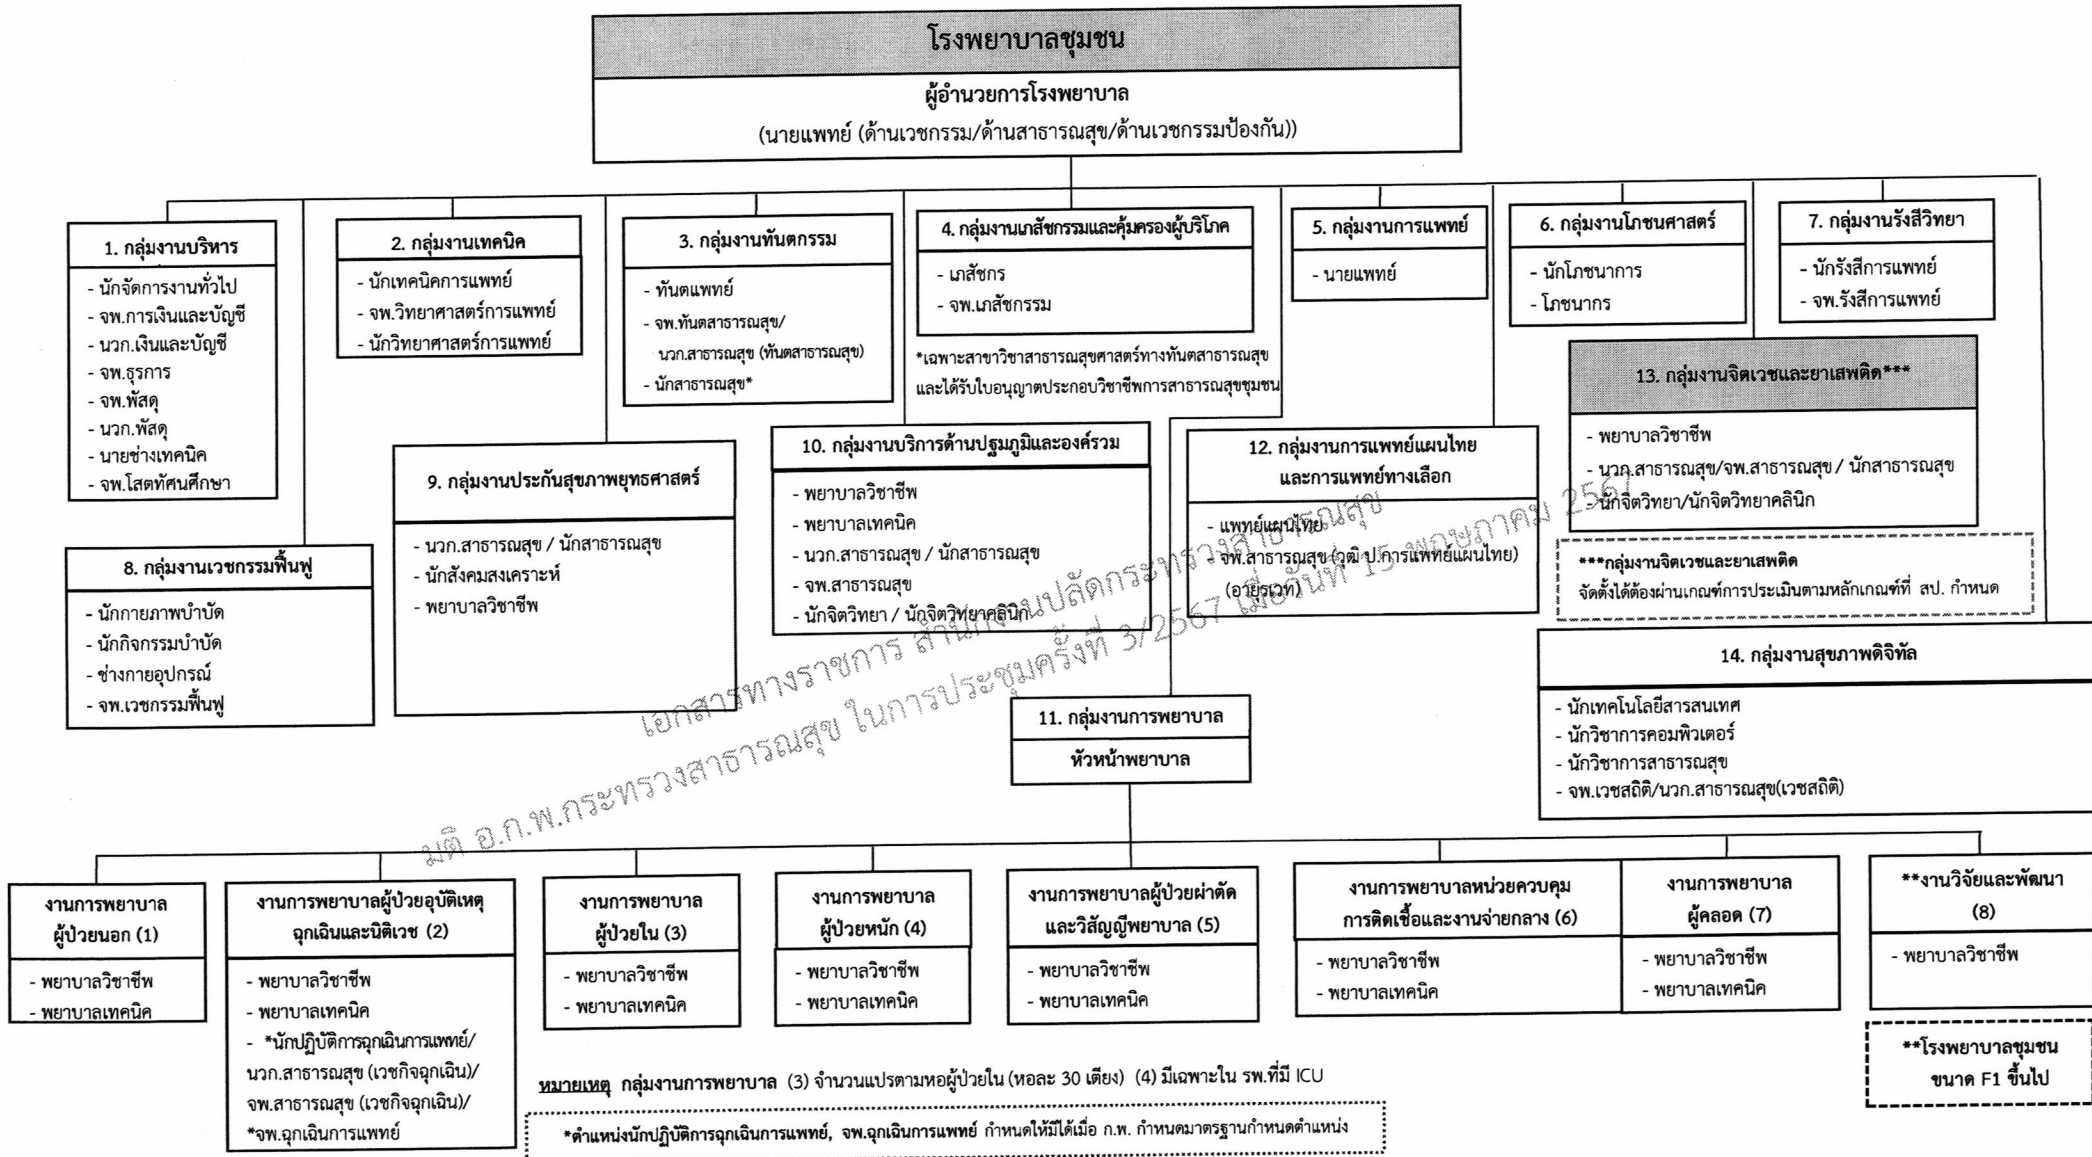 โรงพยาบาลชุมชน
ผู้อำนวยการโรงพยาบาล
(นายแพทย์ (ด้านเวชกรรม/ด้านสาธารณสุข/ด้านเวชกรรมป้องกัน))
1. กลุ่มงานบริหาร
- นักจัดการงานทั่วไป
- จพ.การเงินและบัญชี
- นวก.เงินและบัญชี
- จพ.ธุรการ
- จพ.พัสดุ
- นวก.พัสดุ
- นายช่างเทคนิค
- จพ.โสตทัศนศึกษา
2. กลุ่มงานเทคนิค
- นักเทคนิคการแพทย์
- จพ.วิทยาศาสตร์การแพทย์
- นักวิทยาศาสตร์การแพทย์
3. กลุ่มงานทันตกรรม
- ทันตแพทย์
- จพ.ทันตสาธารณสุข/
นวก.สาธารณสุข (ทันตสาธารณสุข)
- นักสาธารณสุข*
4. กลุ่มงานเภสัชกรรมและคุ้มครองผู้บริโภค
- เภสัชกร
- จพ.เภสัชกรรม
*เฉพาะสาขาวิชาสาธารณสุขศาสตร์ทางทันตสาธารณสุข
และได้รับใบอนุญาตประกอบวิชาชีพการสาธารณสุขชุมชน
5. กลุ่มงานการแพทย์
- นายแพทย์
6. กลุ่มงานโภชนศาสตร์
- นักโภชนาการ
- โภชนากร
7. กลุ่มงานรังสีวิทยา
- นักรังสีการแพทย์
- จพ.รังสีการแพทย์
8. กลุ่มงานเวชกรรมฟื้นฟู
- นักกายภาพบำบัด
- นักกิจกรรมบำบัด
- ช่างกายอุปกรณ์
- จพ.เวชกรรมฟื้นฟู
9. กลุ่มงานประกันสุขภาพยุทธศาสตร์
- นวก.สาธารณสุข / นักสาธารณสุข
- นักสังคมสงเคราะห์
- พยาบาลวิชาชีพ
10. กลุ่มงานบริการด้านปฐมภูมิและองค์รวม
- พยาบาลวิชาชีพ
- พยาบาลเทคนิค
- นวก.สาธารณสุข / นักสาธารณสุข
- จพ.สาธารณสุข
- นักจิตวิทยา / นักจิตวิทยาคลินิก
12. กลุ่มงานการแพทย์แผนไทย
และการแพทย์ทางเลือก
- แพทย์แผนไทย
- จพ.สาธารณสุข (วุฒิ ป.การแพทย์แผนไทย)
(อายุรเวท)
13. กลุ่มงานจิตเวชและยาเสพติด***
- พยาบาลวิชาชีพ
- นวก.สาธารณสุข/จพ.สาธารณสุข / นักสาธารณสุข
- นักจิตวิทยา/นักจิตวิทยาคลินิก
***กลุ่มงานจิตเวชและยาเสพติด
จัดตั้งได้ต้องผ่านเกณฑ์การประเมินตามหลักเกณฑ์ที่ สป. กำหนด
14. กลุ่มงานสุขภาพดิจิทัล
- นักเทคโนโลยีสารสนเทศ
- นักวิชาการคอมพิวเตอร์
- นักวิชาการสาธารณสุข
- จพ.เวชสถิติ/นวก.สาธารณสุข(เวชสถิติ)
เอกสารทางราชการ สำนักงานปลัดกระทรวงสาธารณสุข
มติ อ.ก.พ.กระทรวงสาธารณสุข ในการประชุมครั้งที่ 3/2567 เมื่อวันที่ 15 พฤษภาคม 2567
11. กลุ่มงานการพยาบาล
หัวหน้าพยาบาล
งานการพยาบาล
ผู้ป่วยนอก (1)
- พยาบาลวิชาชีพ
- พยาบาลเทคนิค
งานการพยาบาลผู้ป่วยอุบัติเหตุ
ฉุกเฉินและนิติเวช (2)
- พยาบาลวิชาชีพ
- พยาบาลเทคนิค
- *นักปฏิบัติการฉุกเฉินการแพทย์/
นวก.สาธารณสุข (เวชกิจฉุกเฉิน)/
จพ.สาธารณสุข (เวชกิจฉุกเฉิน)/
*จพ.ฉุกเฉินการแพทย์
งานการพยาบาล
ผู้ป่วยใน (3)
- พยาบาลวิชาชีพ
- พยาบาลเทคนิค
งานการพยาบาล
ผู้ป่วยหนัก (4)
- พยาบาลวิชาชีพ
- พยาบาลเทคนิค
งานการพยาบาลผู้ป่วยผ่าตัด
และวิสัญญีพยาบาล (5)
- พยาบาลวิชาชีพ
- พยาบาลเทคนิค
งานการพยาบาลหน่วยควบคุม
การติดเชื้อและงานจ่ายกลาง (6)
- พยาบาลวิชาชีพ
- พยาบาลเทคนิค
งานการพยาบาล
ผู้คลอด (7)
- พยาบาลวิชาชีพ
- พยาบาลเทคนิค
**งานวิจัยและพัฒนา
(8)
- พยาบาลวิชาชีพ
**โรงพยาบาลชุมชน
ขนาด F1 ขึ้นไป
หมายเหตุ กลุ่มงานการพยาบาล (3) จำนวนแปรตามหอผู้ป่วยใน (หอละ 30 เตียง) (4) มีเฉพาะใน รพ.ที่มี ICU
*ตำแหน่งนักปฏิบัติการฉุกเฉินการแพทย์, จพ.ฉุกเฉินการแพทย์ กำหนดให้มีได้เมื่อ ก.พ. กำหนดมาตรฐานกำหนดตำแหน่ง